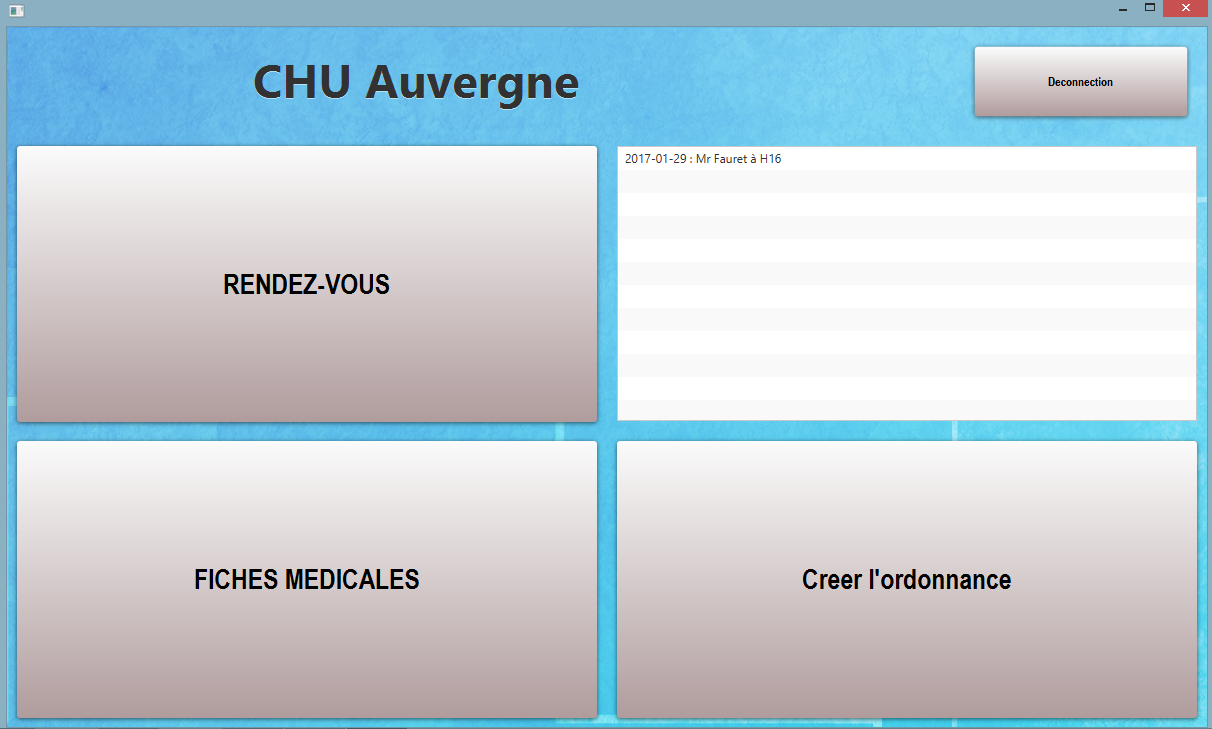 CHU Auvergne
Deconnection
RENDEZ-VOUS
2017-01-29 : Mr Fauret à H16
FICHES MEDICALES
Creer l'ordonnance